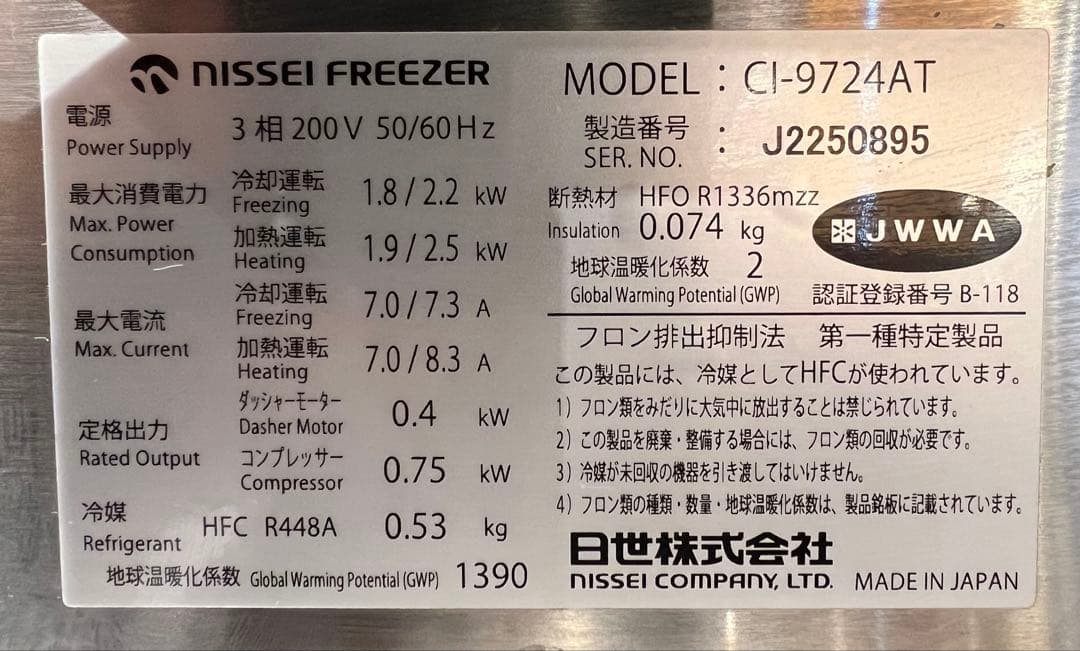 NISSEI FREEZER
電源
Power Supply
3相 200V 50/60Hz
最大消費電力
Max. Power
Consumption
冷却運転
Freezing
1.8 / 2.2 kW
加熱運転
Heating
1.9 / 2.5 kW
最大電流
Max. Current
冷却運転
Freezing
7.0 / 7.3 A
加熱運転
Heating
7.0 / 8.3 A
定格出力
Rated Output
ダッシャーモーター
Dasher Motor
0.4 kW
コンプレッサー
Compressor
0.75 kW
冷媒
Refrigerant
HFC R448A 0.53 kg
地球温暖化係数 Global Warming Potential (GWP) 1390
MODEL : CI-9724AT
製造番号
SER. NO.
: J2250895
断熱材 HFO R1336mzz
Insulation 0.074 kg
地球温暖化係数 2
Global Warming Potential (GWP)
JWWA
認証登録番号 B-118
フロン排出抑制法 第一種特定製品
この製品には、冷媒としてHFCが使われています。
1）フロン類をみだりに大気中に放出することは禁じられています。
2）この製品を廃棄・整備する場合には、フロン類の回収が必要です。
3）冷媒が未回収の機器を引き渡してはいけません。
4）フロン類の種類・数量・地球温暖化係数は、製品銘板に記載されています。
日世株式会社
NISSEI COMPANY, LTD. MADE IN JAPAN